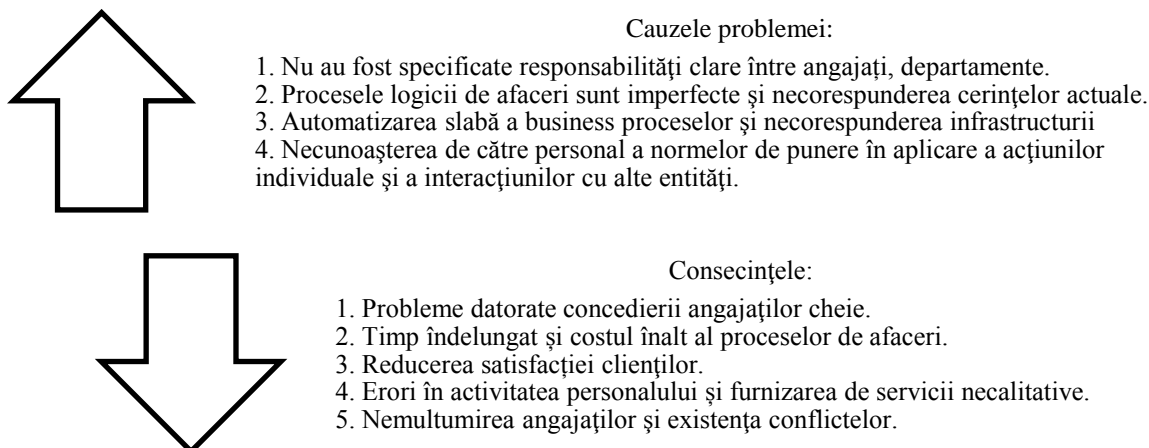 Cauzele problemei:
1. Nu au fost specificate responsabilităţi clare între angajați, departamente.
2. Procesele logicii de afaceri sunt imperfecte şi necorespunderea cerinţelor actuale.
3. Automatizarea slabă a business proceselor şi necorespunderea infrastructurii
4. Necunoaşterea de către personal a normelor de punere în aplicare a acţiunilor
individuale şi a interacţiunilor cu alte entităţi.
Consecinţele:
1. Probleme datorate concedierii angajaţilor cheie.
2. Timp îndelungat și costul înalt al proceselor de afaceri.
3. Reducerea satisfacției clienţilor.
4. Erori în activitatea personalului și furnizarea de servicii necalitative.
5. Nemultumirea angajaţilor şi existenţa conflictelor.